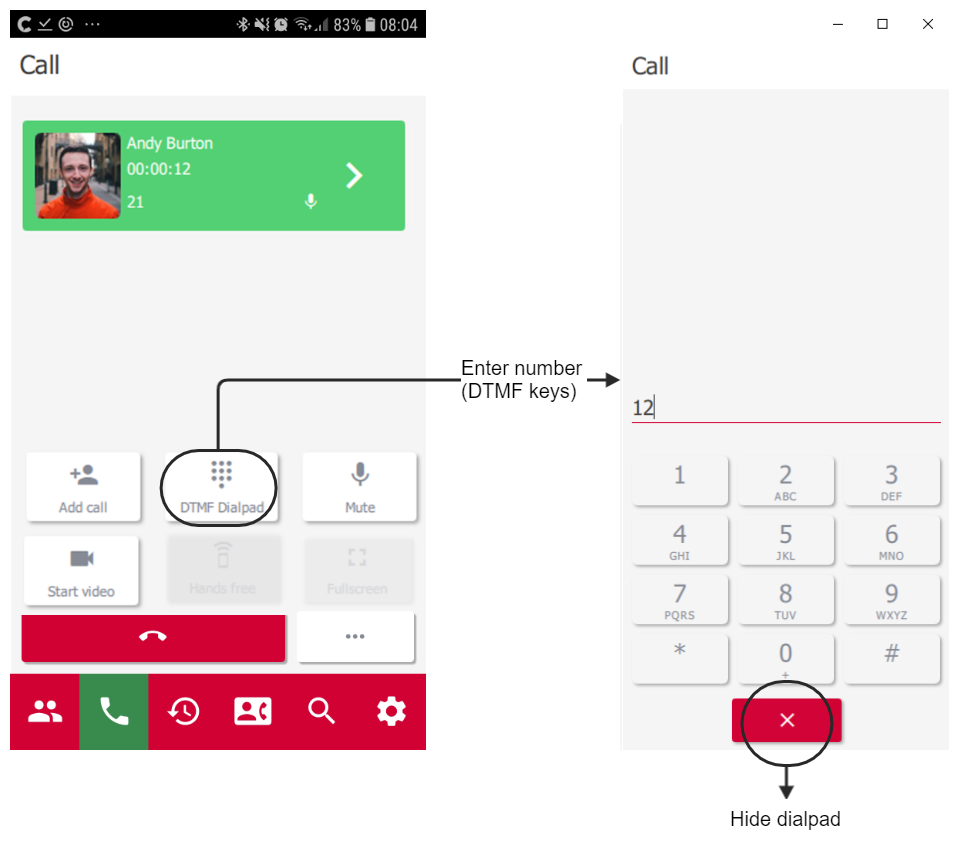 83% 08:04
Call
Andy Burton
00:00:12
21
Add call
DTMF Dialpad
Mute
Start video
Hands free
Fullscreen
Enter number
(DTMF keys)
Call
12
1
2
3
ABC
DEF
4
5
6
GHI
JKL
MNO
7
8
9
PQRS
TUV
WXYZ
*
0
#
+
Hide dialpad